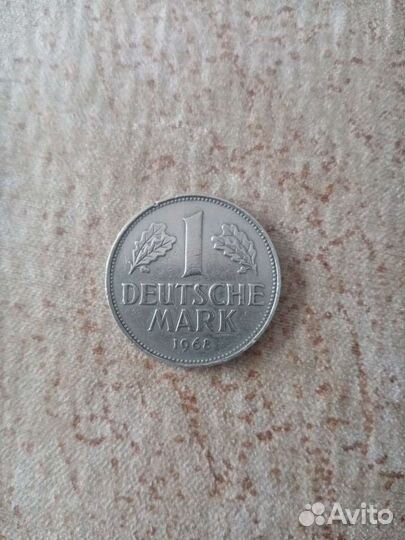 1
DEUTSCHE
MARK
1968
Avito